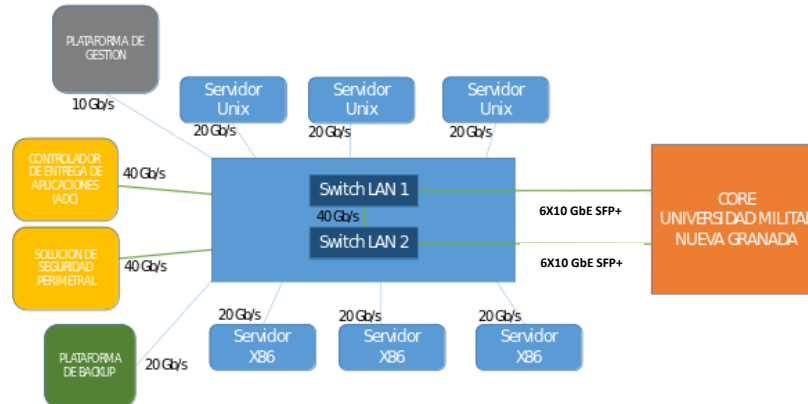 PLATAFORMA DE
GESTION
10 Gb/s
Servidor
Unix
Servidor
Unix
Servidor
Unix
20 Gb/s
20 Gb/s
20 Gb/s
CONTROLADOR
DE ENTREGA DE
APLICACIONES
(ADC)
40 Gb/s
SOLUCION DE
SEGURIDAD
PERIMETRAL
40 Gb/s
Switch LAN 1
40 Gb/s
Switch LAN 2
6X10 GbE SFP+
6X10 GbE SFP+
CORE
UNIVERSIDAD MILITAR
NUEVA GRANADA
PLATAFORMA
DE BACKUP
20 Gb/s
20 Gb/s
20 Gb/s
20 Gb/s
Servidor
X86
Servidor
X86
Servidor
X86